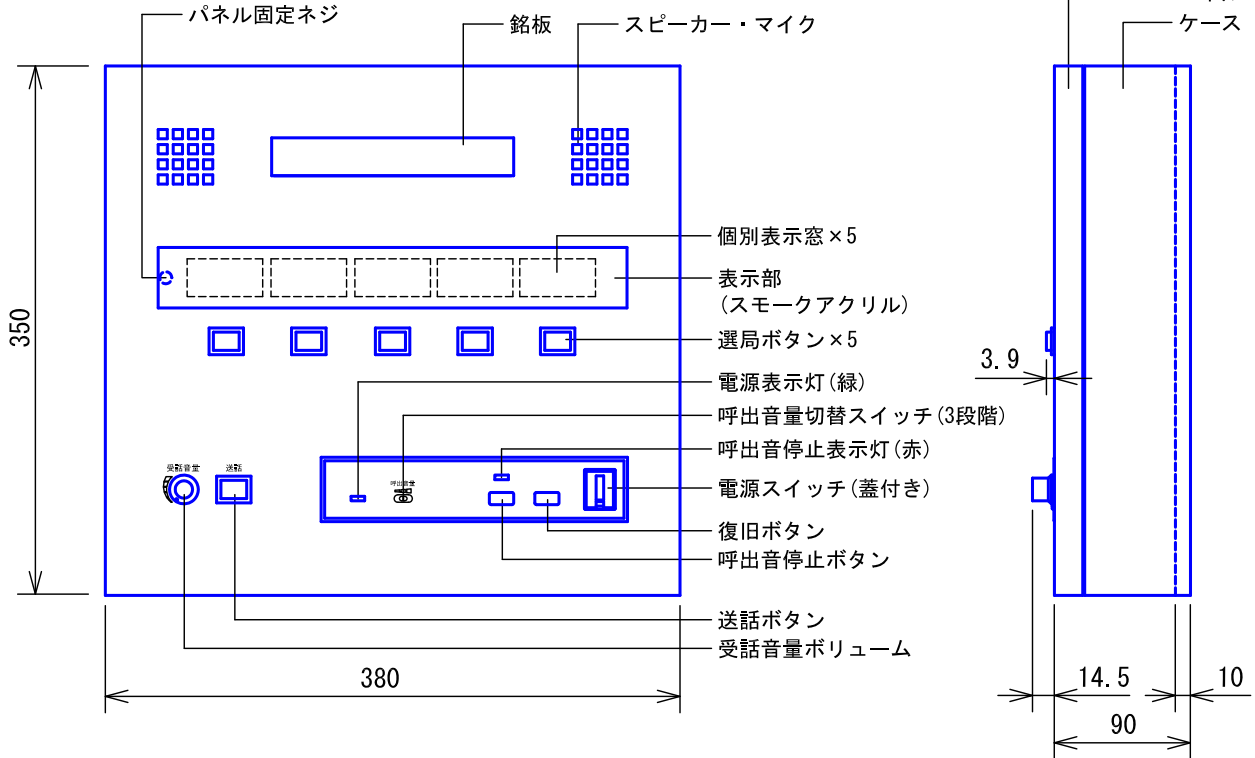 パネル固定ネジ
銘板
スピーカー・マイク
ケース
個別表示窓×5
表示部
(スモークアクリル)
選局ボタン×5
電源表示灯(緑)
呼出音量切替スイッチ(3段階)
呼出音停止表示灯(赤)
電源スイッチ(蓋付き)
復旧ボタン
呼出音停止ボタン
送話ボタン
受話音量ボリューム
受話音量
送話
呼出音量
350
380
3.9
14.5
10
90